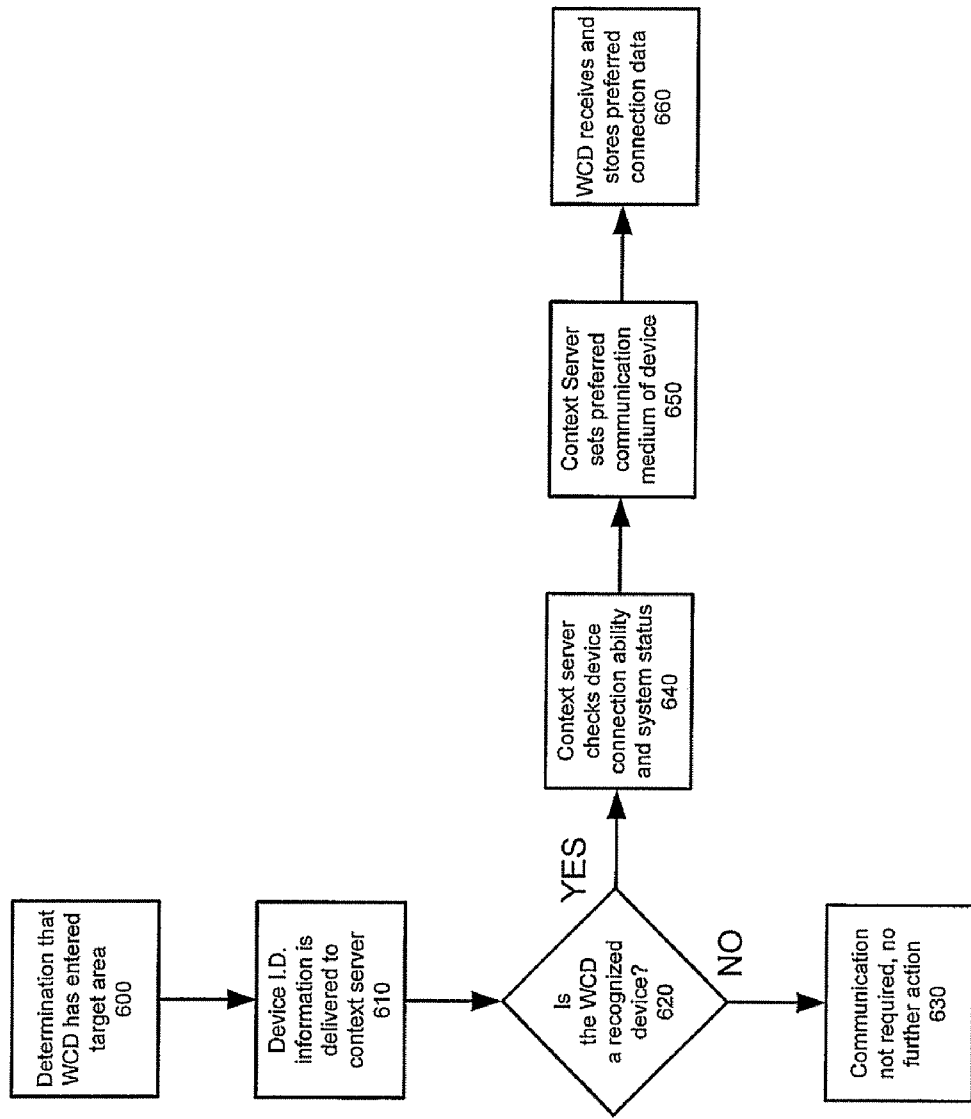 Determination that
WCD has entered
target area
600
Device I.D.
information is
delivered to
context server
610
Is
the WCD
a recognized
device?
620
YES
NO
Communication
not required, no
further action
630
Context server
checks device
connection ability
and system status
640
Context Server
sets preferred
communication
medium of device
650
WCD receives and
stores preferred
connection data
660